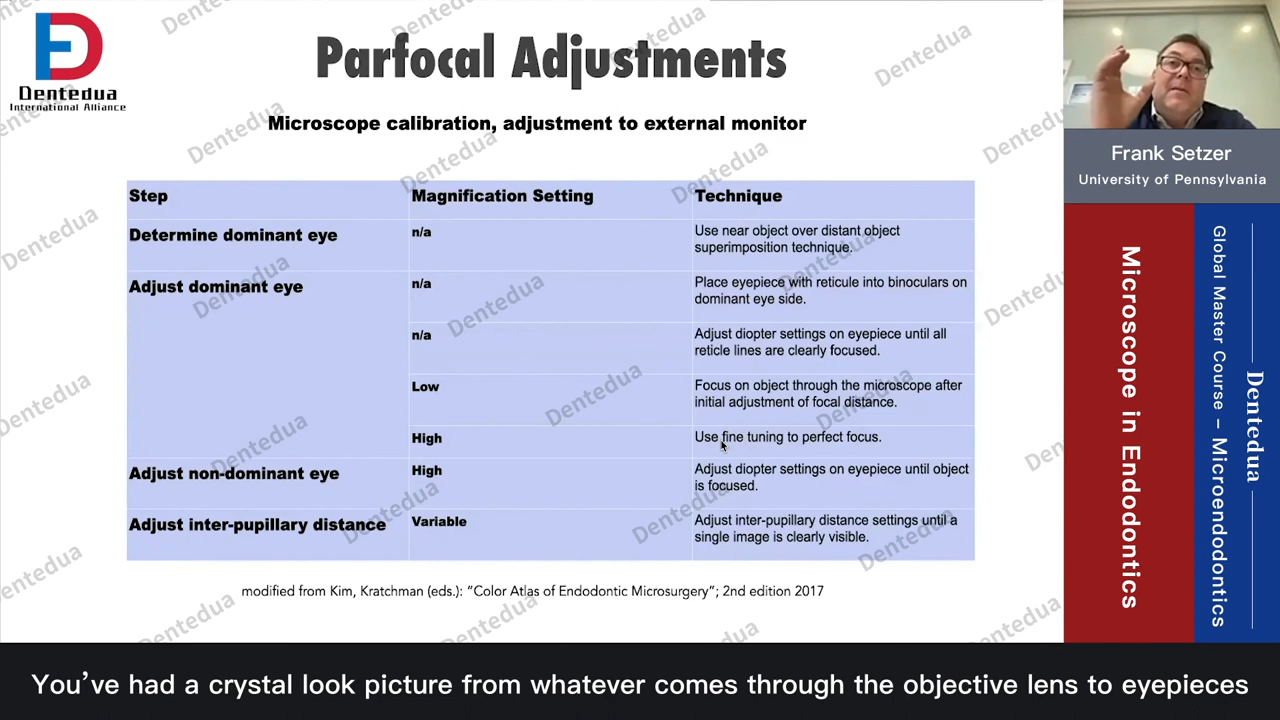 Dentedua
International Alliance
Parfocal Adjustments
Microscope calibration, adjustment to external monitor
Step
Magnification Setting
Technique
Determine dominant eye
n/a
Use near object over distant object
superimposition technique.
Adjust dominant eye
n/a
Place eyepiece with reticule into binoculars on
dominant eye side.
n/a
Adjust diopter settings on eyepiece until all
reticle lines are clearly focused.
Low
Focus on object through the microscope after
initial adjustment of focal distance.
High
Use fine tuning to perfect focus.
Adjust non-dominant eye
High
Adjust diopter settings on eyepiece until object
is focused.
Adjust inter-pupillary distance
Variable
Adjust inter-pupillary distance settings until a
single image is clearly visible.
modified from Kim, Kratchman (eds.): “Color Atlas of Endodontic Microsurgery”; 2nd edition 2017
Frank Setzer
University of Pennsylvania
Microscope in Endodontics
Global Master Course – Microendodontics
Dentedua
You’ve had a crystal look picture from whatever comes through the objective lens to eyepieces